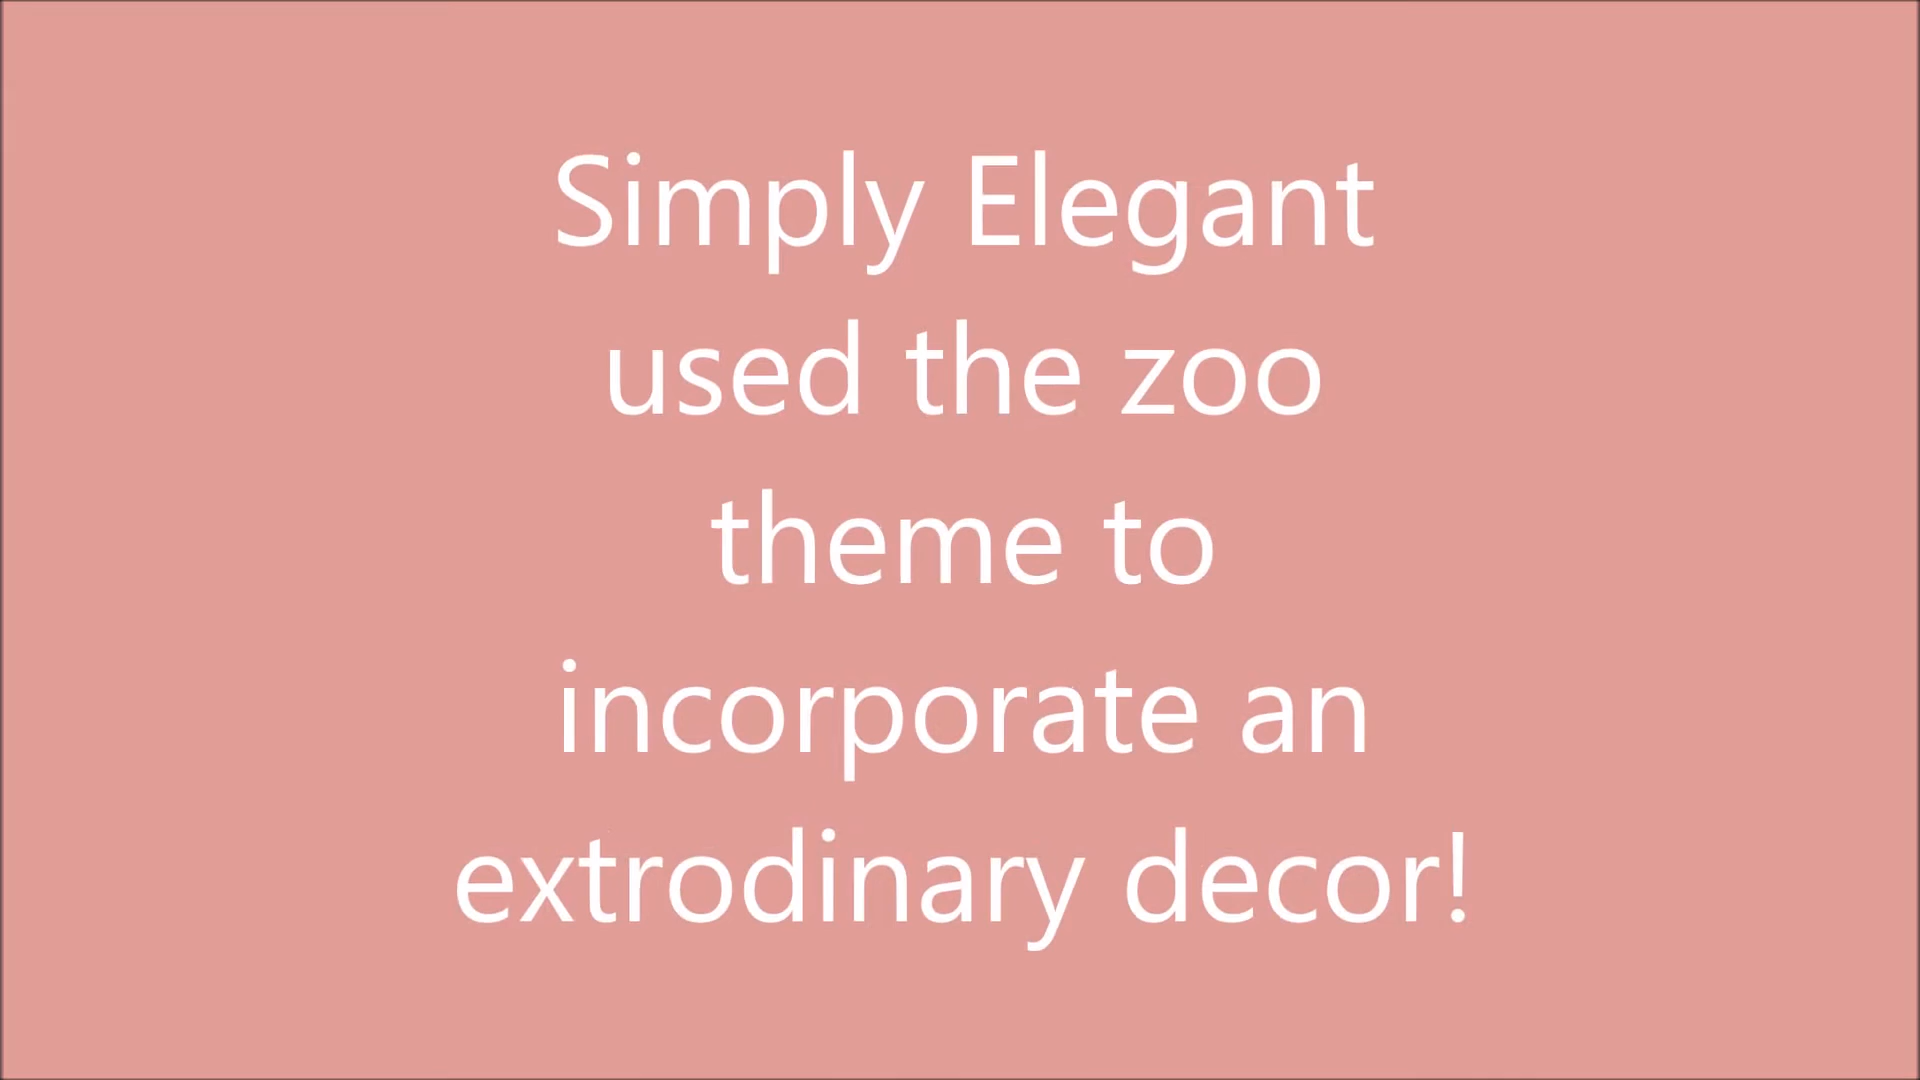 Simply Elegant
used the zoo
theme to
incorporate an
extrodinary decor!